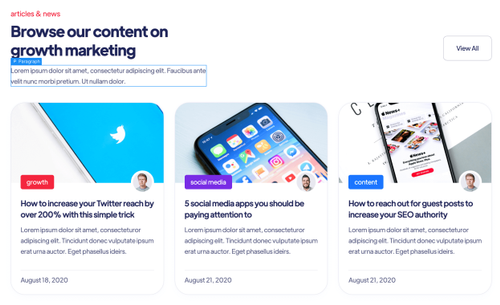 articles & news
Browse our content on
growth marketing
View All
Paragraph
Lorem ipsum dolor sit amet, consectetur adipiscing elit. Faucibus ante
velit nunc morbi pretium. Ut nullam dolor.
growth
How to increase your Twitter reach by
over 200% with this simple trick
Lorem ipsum dolor sit amet, consecteturor
adipiscing elit. Tincidunt donec vulputate ipsum
erat urna auctor. Eget phasellus ideirs.
August 18, 2020
social media
5 social media apps you should be
paying attention to
Lorem ipsum dolor sit amet, consecteturor
adipiscing elit. Tincidunt donec vulputate ipsum
erat urna auctor. Eget phasellus ideirs.
August 21, 2020
content
How to reach out for guest posts to
increase your SEO authority
Lorem ipsum dolor sit amet, consecteturor
adipiscing elit. Tincidunt donec vulputate ipsum
erat urna auctor. Eget phasellus ideirs.
August 21, 2020